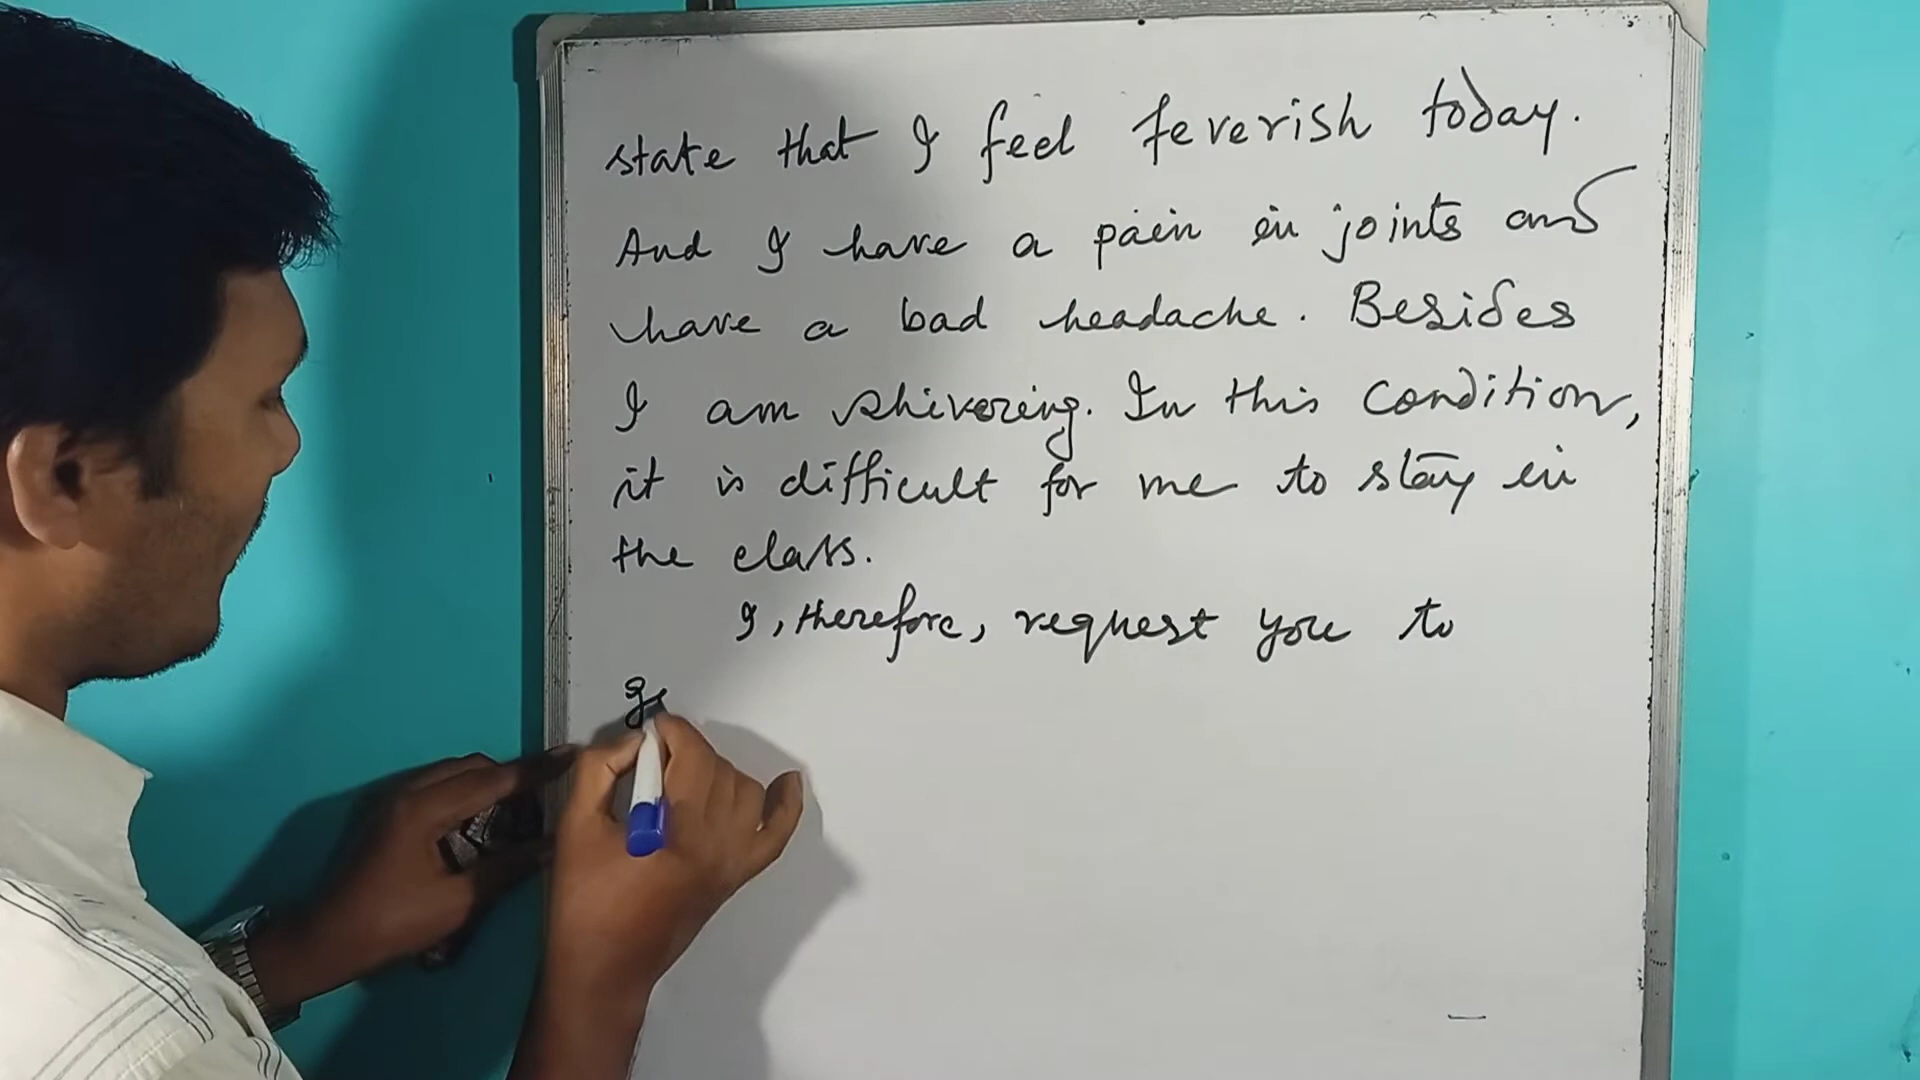 state that I feel feverish today.
And I have a pain in joints and
have a bad headache. Besides
I am shivering. In this condition,
it is difficult for me to stay in
the class.
I, therefore, request you to